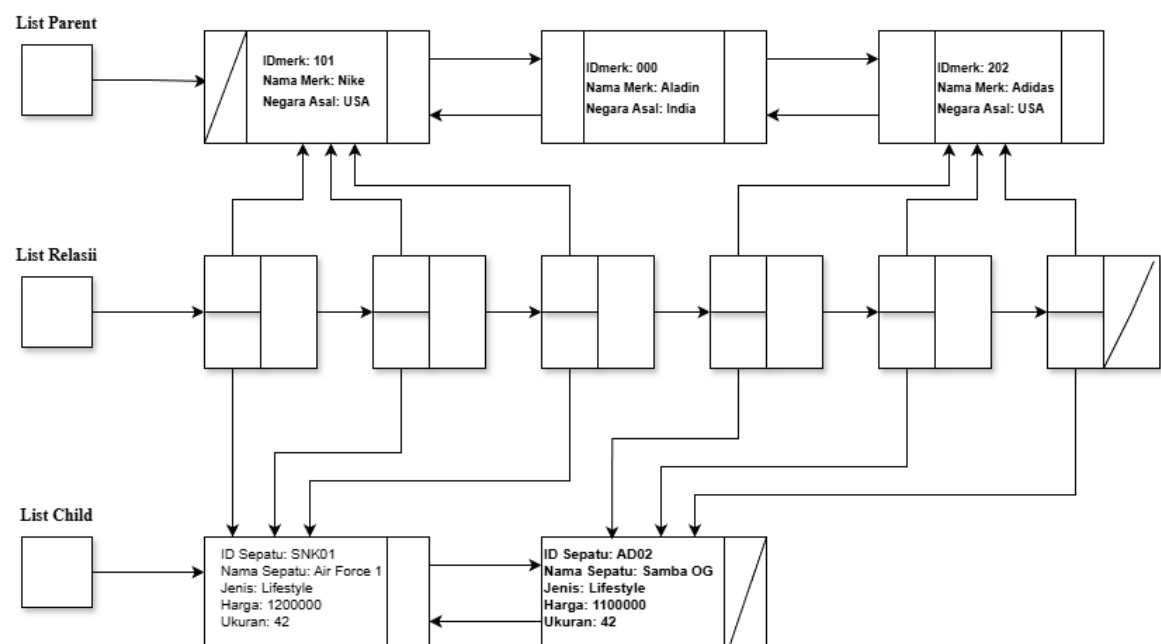 List Parent
IDmerk: 101
Nama Merk: Nike
Negara Asal: USA
IDmerk: 000
Nama Merk: Aladin
Negara Asal: India
IDmerk: 202
Nama Merk: Adidas
Negara Asal: USA
List Relasii
List Child
ID Sepatu: SNK01
Nama Sepatu: Air Force 1
Jenis: Lifestyle
Harga: 1200000
Ukuran: 42
ID Sepatu: AD02
Nama Sepatu: Samba OG
Jenis: Lifestyle
Harga: 1100000
Ukuran: 42